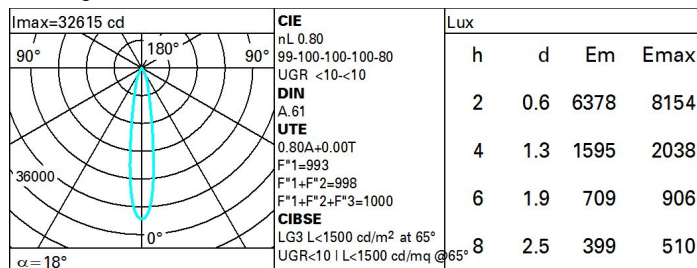 Imax=32615 cd
90°
180°
90°
36000
0°
α=18°
CIE
nL 0.80
99-100-100-100-80
UGR <10-<10
DIN
A.61
UTE
0.80A+0.00T
F"1=993
F"1+F"2=998
F"1+F"2+F"3=1000
CIBSE
LG3 L<1500 cd/m² at 65°
UGR<10 | L<1500 cd/mq @65°
Lux
h d Em Emax
2 0.6 6378 8154
4 1.3 1595 2038
6 1.9 709 906
8 2.5 399 510